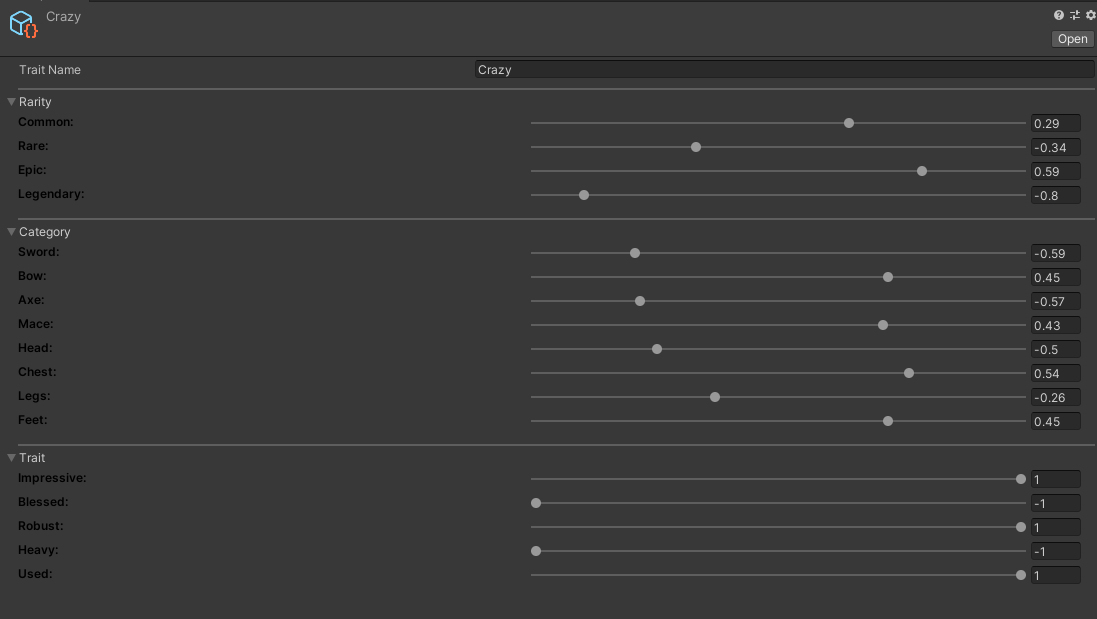 Crazy
Open
Trait Name Crazy
Rarity
Common: 0.29
Rare: -0.34
Epic: 0.59
Legendary: -0.8
Category
Sword: -0.59
Bow: 0.45
Axe: -0.57
Mace: 0.43
Head: -0.5
Chest: 0.54
Legs: -0.26
Feet: 0.45
Trait
Impressive: 1
Blessed: -1
Robust: 1
Heavy: -1
Used: 1